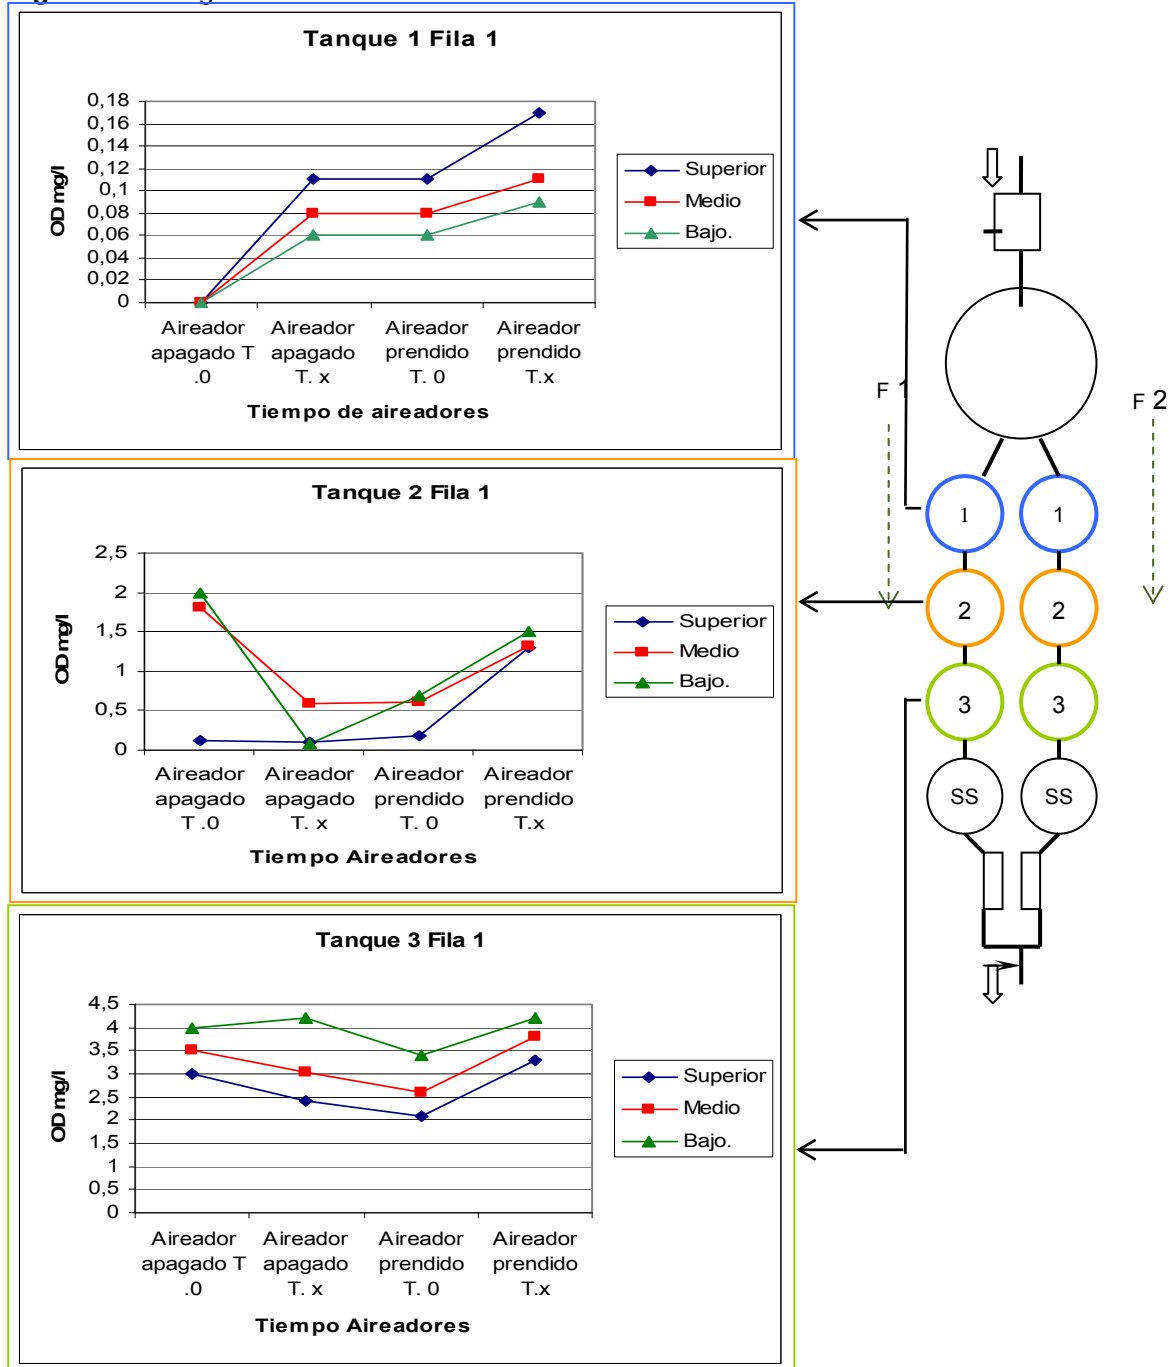 Tanque 1 Fila 1
0,18
0,16
0,14
0,12
0,1
0,08
0,06
0,04
0,02
0
OD mg/l
Aireador apagado T .0
Aireador apagado T. x
Aireador prendido T. 0
Aireador prendido T.x
Tiempo de aireadores
Superior
Medio
Bajo.
Tanque 2 Fila 1
2,5
2
1,5
1
0,5
0
OD mg/l
Aireador apagado T .0
Aireador apagado T. x
Aireador prendido T. 0
Aireador prendido T.x
Tiempo Aireadores
Superior
Medio
Bajo.
Tanque 3 Fila 1
4,5
4
3,5
3
2,5
2
1,5
1
0,5
0
OD mg/l
Aireador apagado T .0
Aireador apagado T. x
Aireador prendido T. 0
Aireador prendido T.x
Tiempo Aireadores
Superior
Medio
Bajo.
F 1
F 2
1
1
2
2
3
3
SS
SS